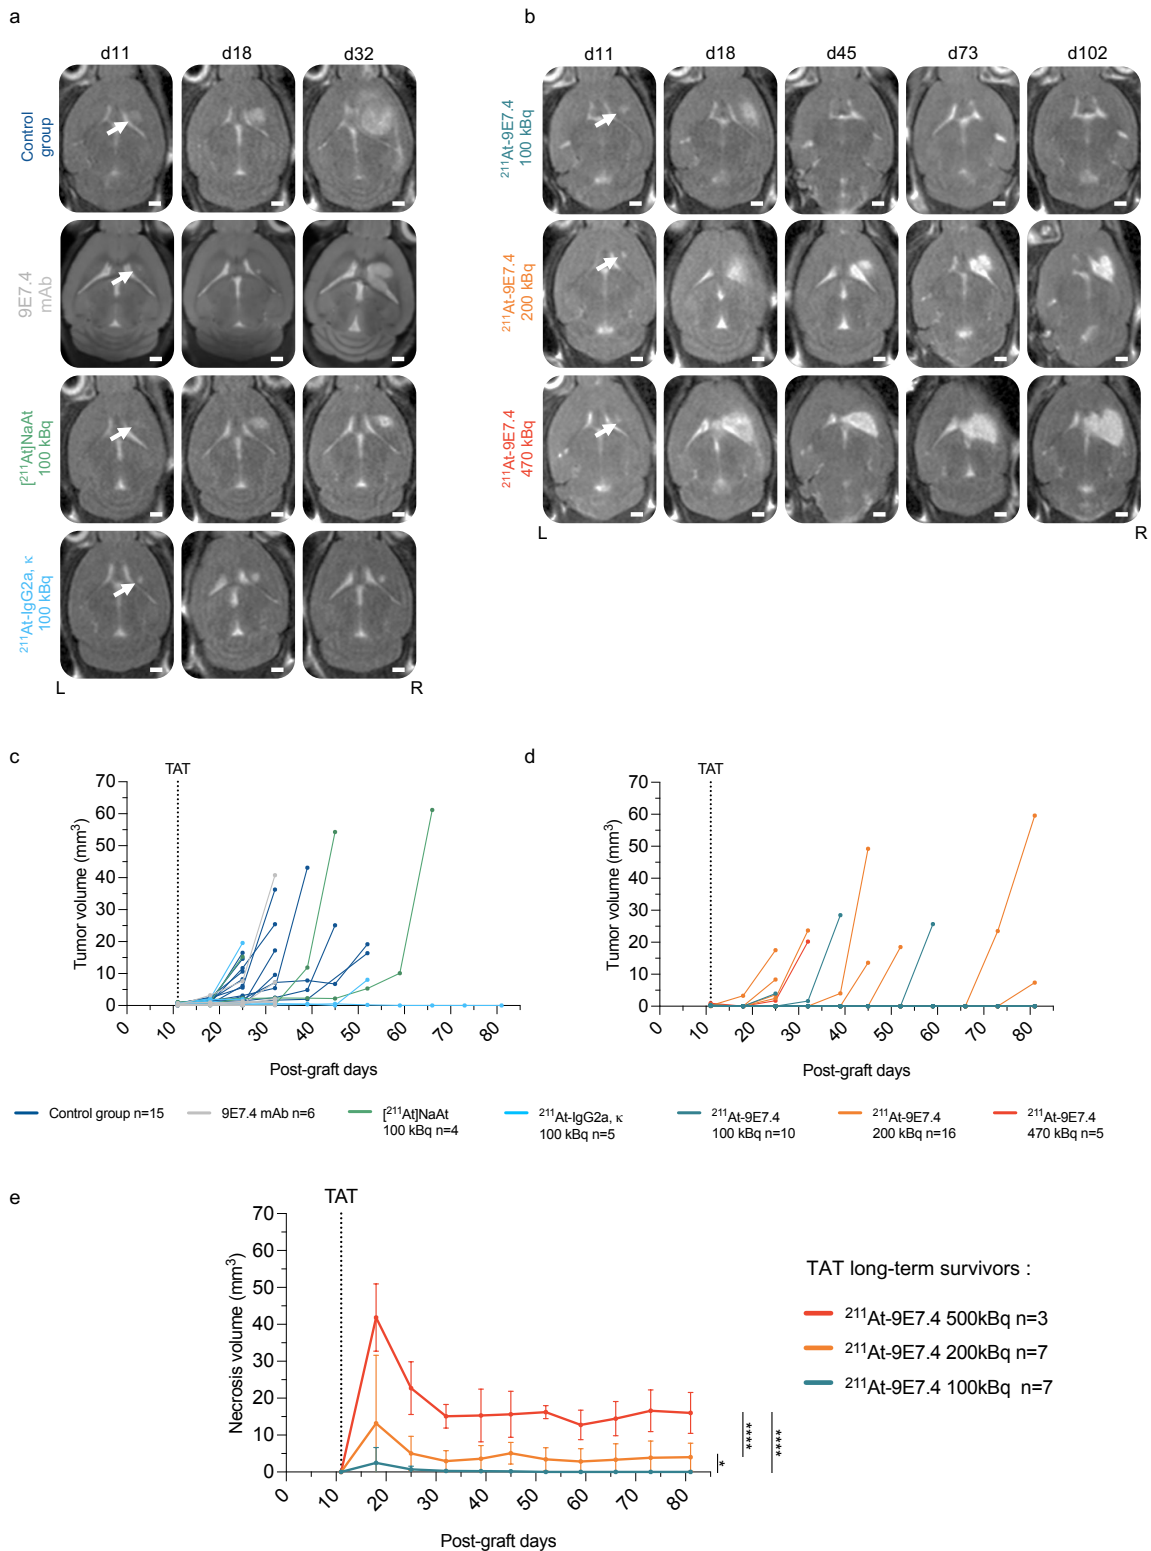 a
d11 d18 d32
Control
group
9E7.4
mAb
[²¹¹At]NaAt
100 kBq
²¹¹At-IgG2a, κ
100 kBq
L R
b
d11 d18 d45 d73 d102
²¹¹At-9E7.4
100 kBq
²¹¹At-9E7.4
200 kBq
²¹¹At-9E7.4
470 kBq
L R
c
TAT
Tumor volume (mm³)
70
60
50
40
30
20
10
0
0 10 20 30 40 50 60 70 80
Post-graft days
d
TAT
Tumor volume (mm³)
70
60
50
40
30
20
10
0
0 10 20 30 40 50 60 70 80
Post-graft days
Control group n=15
9E7.4 mAb n=6
[²¹¹At]NaAt
100 kBq n=4
²¹¹At-IgG2a, κ
100 kBq n=5
²¹¹At-9E7.4
100 kBq n=10
²¹¹At-9E7.4
200 kBq n=16
²¹¹At-9E7.4
470 kBq n=5
e
TAT
Necrosis volume (mm³)
70
60
50
40
30
20
10
0
0 10 20 30 40 50 60 70 80
Post-graft days
*
****
****
TAT long-term survivors :
²¹¹At-9E7.4 500kBq n=3
²¹¹At-9E7.4 200kBq n=7
²¹¹At-9E7.4 100kBq n=7